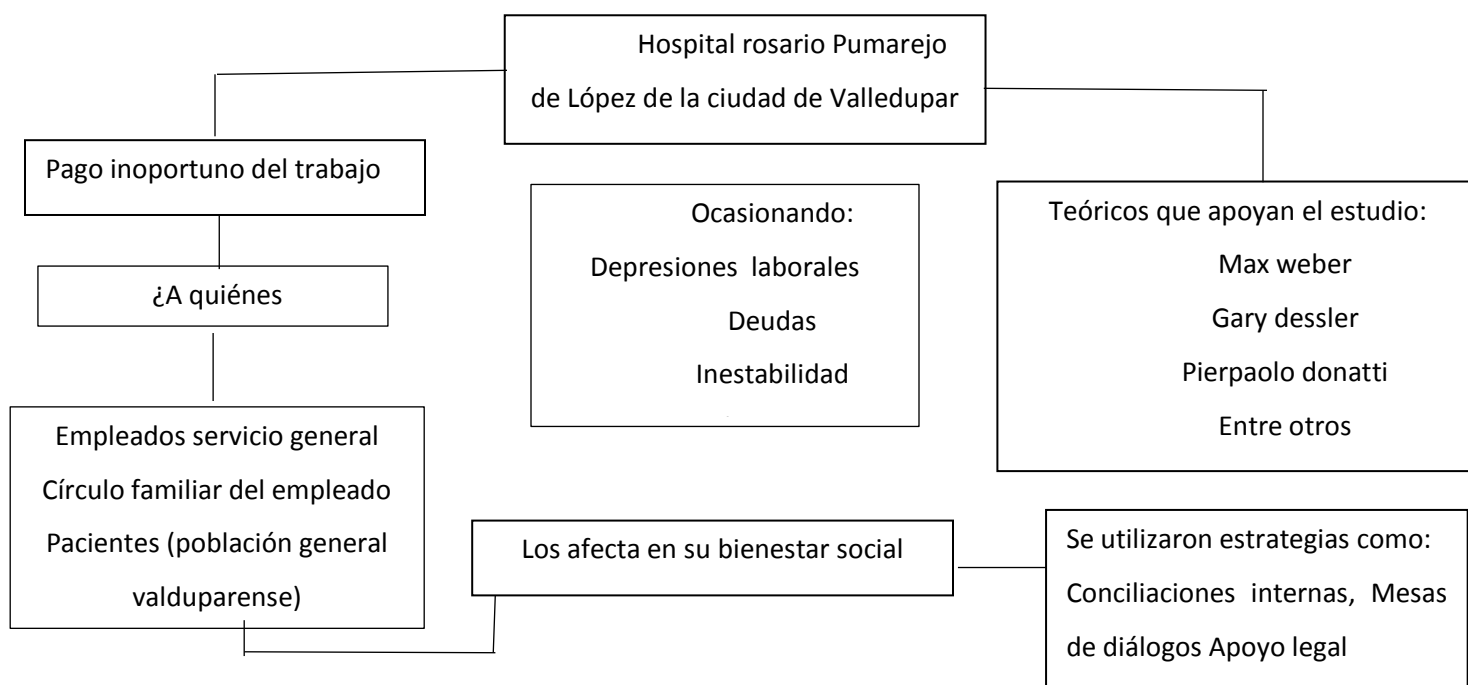 Hospital rosario Pumarejo
de López de la ciudad de Valledupar
Pago inoportuno del trabajo
¿A quiénes
Empleados servicio general
Círculo familiar del empleado
Pacientes (población general
valduparense)
Ocasionando:
Depresiones laborales
Deudas
Inestabilidad
Teóricos que apoyan el estudio:
Max weber
Gary dessler
Pierpaolo donatti
Entre otros
Los afecta en su bienestar social
Se utilizaron estrategias como:
Conciliaciones internas, Mesas
de diálogos Apoyo legal